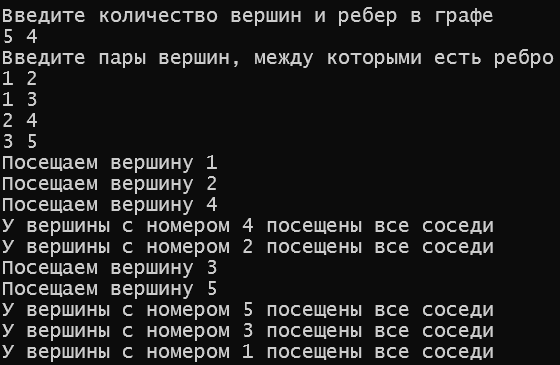 Введите количество вершин и ребер в графе
5 4
Введите пары вершин, между которыми есть ребро
1 2
1 3
2 4
3 5
Посещаем вершину 1
Посещаем вершину 2
Посещаем вершину 4
У вершины с номером 4 посещены все соседи
У вершины с номером 2 посещены все соседи
Посещаем вершину 3
Посещаем вершину 5
У вершины с номером 5 посещены все соседи
У вершины с номером 3 посещены все соседи
У вершины с номером 1 посещены все соседи